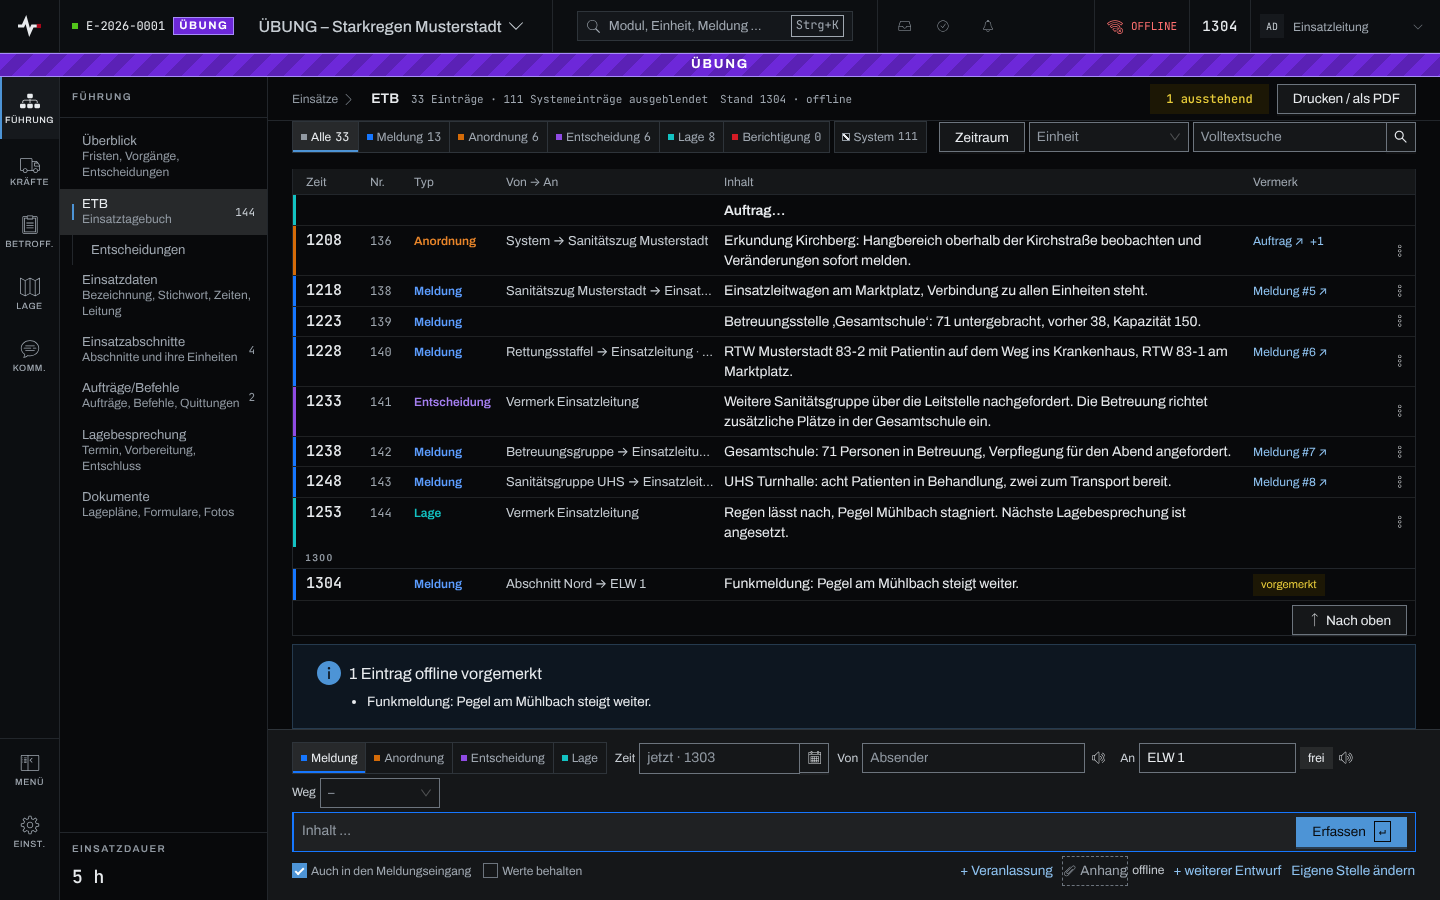 E-2026-0001 ÜBUNG ÜBUNG – Starkregen Musterstadt Modul, Einheit, Meldung ... Strg+K OFFLINE 1304 AD Einsatzleitung
ÜBUNG
FÜHRUNG
KRÄFTE
BETROFF.
LAGE
KOMM.
MENÜ
EINST.
FÜHRUNG
Überblick
Fristen, Vorgänge,
Entscheidungen
ETB
Einsatztagebuch 144
Entscheidungen
Einsatzdaten
Bezeichnung, Stichwort, Zeiten,
Leitung
Einsatzabschnitte
Abschnitte und ihre Einheiten 4
Aufträge/Befehle
Aufträge, Befehle, Quittungen 2
Lagebesprechung
Termin, Vorbereitung,
Entschluss
Dokumente
Lagepläne, Formulare, Fotos
EINSATZDAUER
5 h
Einsätze ETB 33 Einträge · 111 Systemeinträge ausgeblendet Stand 1304 · offline 1 ausstehend Drucken / als PDF
Alle 33 Meldung 13 Anordnung 6 Entscheidung 6 Lage 8 Berichtigung 0 System 111 Zeitraum Einheit Volltextsuche
Zeit Nr. Typ Von → An Inhalt Vermerk
Auftrag...
1208 136 Anordnung System → Sanitätszug Musterstadt Erkundung Kirchberg: Hangbereich oberhalb der Kirchstraße beobachten und Auftrag ↗ +1
Veränderungen sofort melden.
1218 138 Meldung Sanitätszug Musterstadt → Einsat... Einsatzleitwagen am Marktplatz, Verbindung zu allen Einheiten steht. Meldung #5 ↗
1223 139 Meldung Betreuungsstelle ‚Gesamtschule‘: 71 untergebracht, vorher 38, Kapazität 150.
1228 140 Meldung Rettungsstaffel → Einsatzleitung · ... RTW Musterstadt 83-2 mit Patientin auf dem Weg ins Krankenhaus, RTW 83-1 am Meldung #6 ↗
Marktplatz.
1233 141 Entscheidung Vermerk Einsatzleitung Weitere Sanitätsgruppe über die Leitstelle nachgefordert. Die Betreuung richtet
zusätzliche Plätze in der Gesamtschule ein.
1238 142 Meldung Betreuungsgruppe → Einsatzleitu... Gesamtschule: 71 Personen in Betreuung, Verpflegung für den Abend angefordert. Meldung #7 ↗
1248 143 Meldung Sanitätsgruppe UHS → Einsatzleit... UHS Turnhalle: acht Patienten in Behandlung, zwei zum Transport bereit. Meldung #8 ↗
1253 144 Lage Vermerk Einsatzleitung Regen lässt nach, Pegel Mühlbach stagniert. Nächste Lagebesprechung ist
angesetzt.
1300
1304 Meldung Abschnitt Nord → ELW 1 Funkmeldung: Pegel am Mühlbach steigt weiter. vorgemerkt
↑ Nach oben
1 Eintrag offline vorgemerkt
• Funkmeldung: Pegel am Mühlbach steigt weiter.
Meldung Anordnung Entscheidung Lage Zeit jetzt · 1303 Von Absender An ELW 1 frei
Weg –
Inhalt ... Erfassen ↵
Auch in den Meldungseingang Werte behalten + Veranlassung Anhang offline + weiterer Entwurf Eigene Stelle ändern